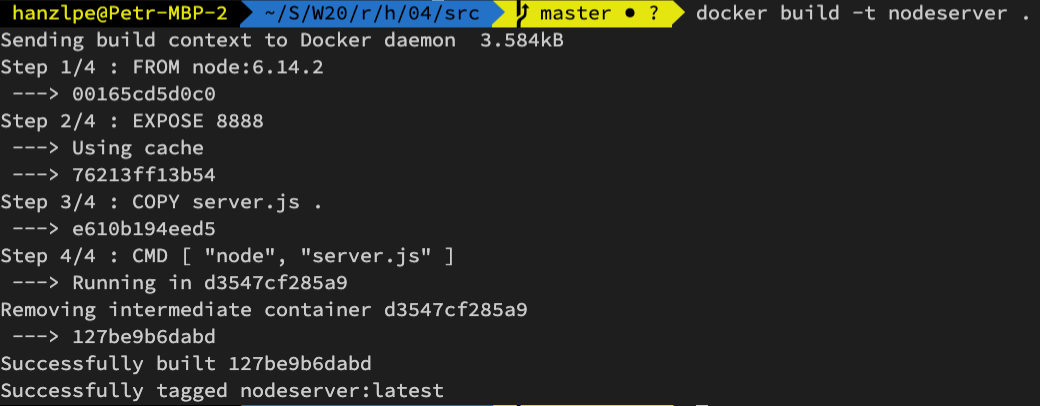 hanzlpe@Petr-MBP-2 ~/S/W20/r/h/04/src master ● ? docker build -t nodeserver .
Sending build context to Docker daemon  3.584kB
Step 1/4 : FROM node:6.14.2
 ---> 00165cd5d0c0
Step 2/4 : EXPOSE 8888
 ---> Using cache
 ---> 76213ff13b54
Step 3/4 : COPY server.js .
 ---> e610b194eed5
Step 4/4 : CMD [ "node", "server.js" ]
 ---> Running in d3547cf285a9
Removing intermediate container d3547cf285a9
 ---> 127be9b6dabd
Successfully built 127be9b6dabd
Successfully tagged nodeserver:latest